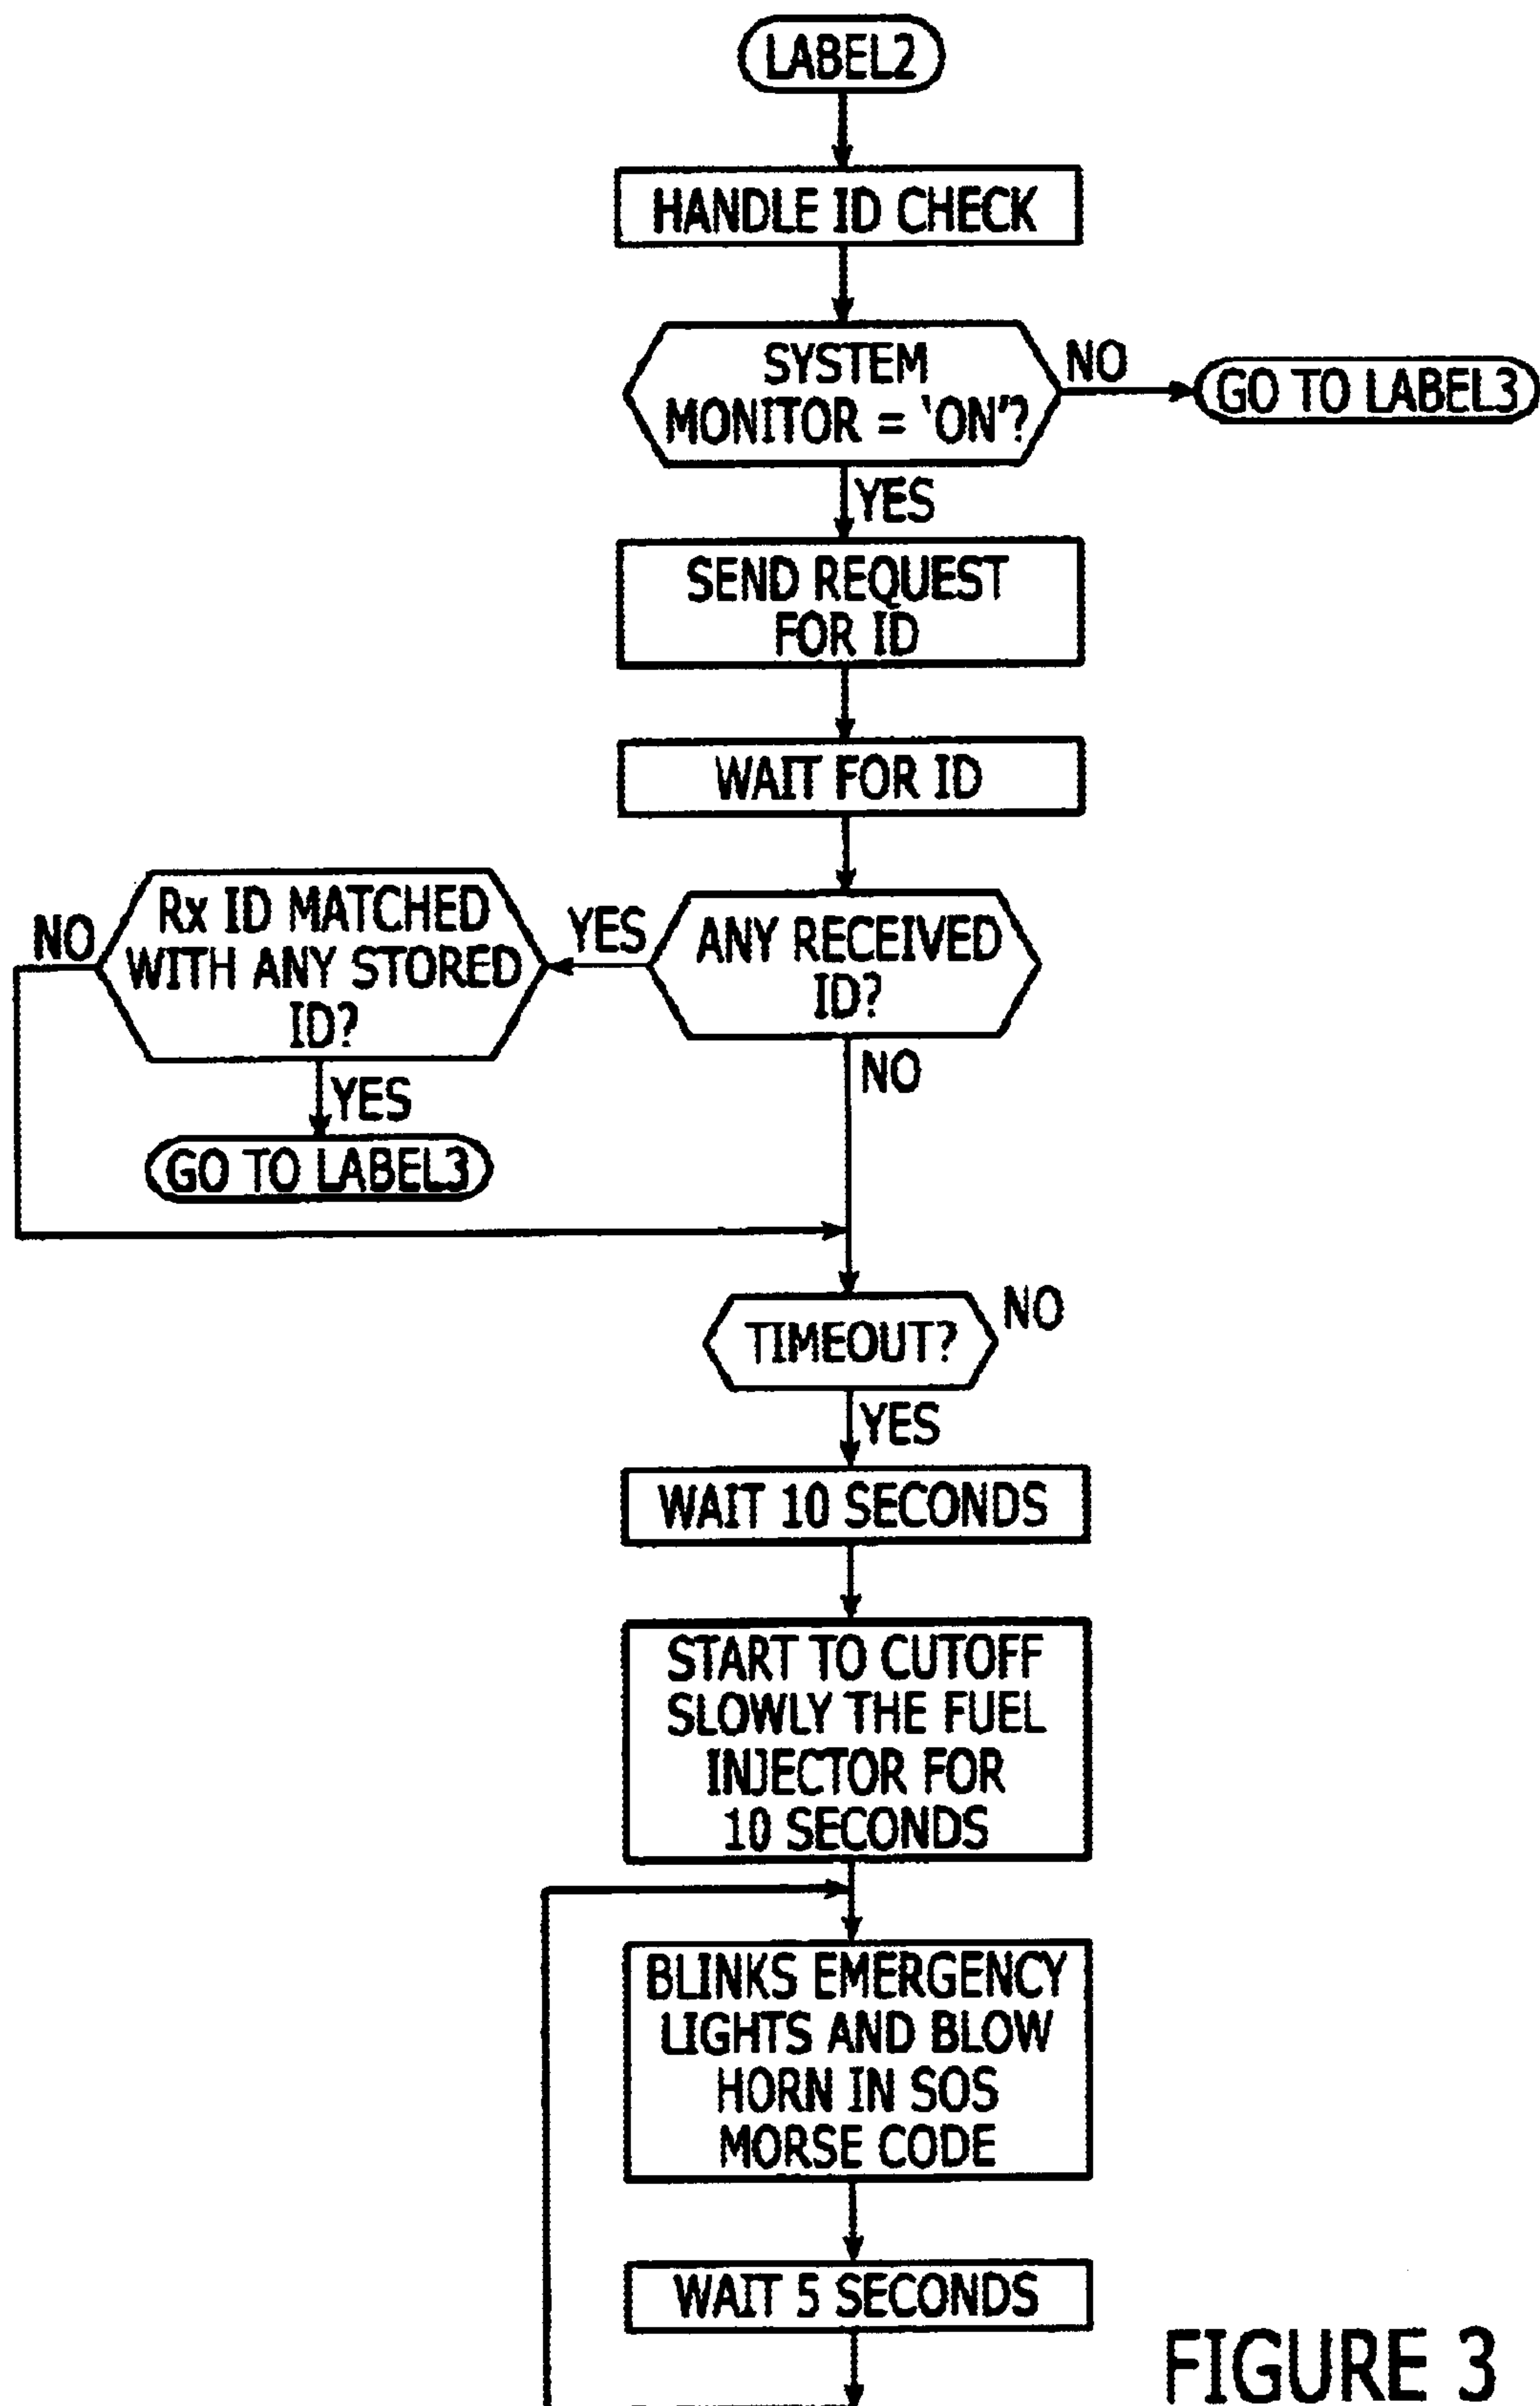 LABEL2
HANDLE ID CHECK
SYSTEM
MONITOR = 'ON'?
NO
GO TO LABEL3
YES
SEND REQUEST
FOR ID
WAIT FOR ID
ANY RECEIVED
ID?
YES
Rx ID MATCHED
WITH ANY STORED
ID?
NO
YES
GO TO LABEL3
NO
TIMEOUT?
NO
YES
WAIT 10 SECONDS
START TO CUTOFF
SLOWLY THE FUEL
INJECTOR FOR
10 SECONDS
BLINKS EMERGENCY
LIGHTS AND BLOW
HORN IN SOS
MORSE CODE
WAIT 5 SECONDS
FIGURE 3